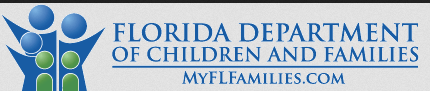 FLORIDA DEPARTMENT
OF CHILDREN AND FAMILIES
MYFLFAMILIES.COM